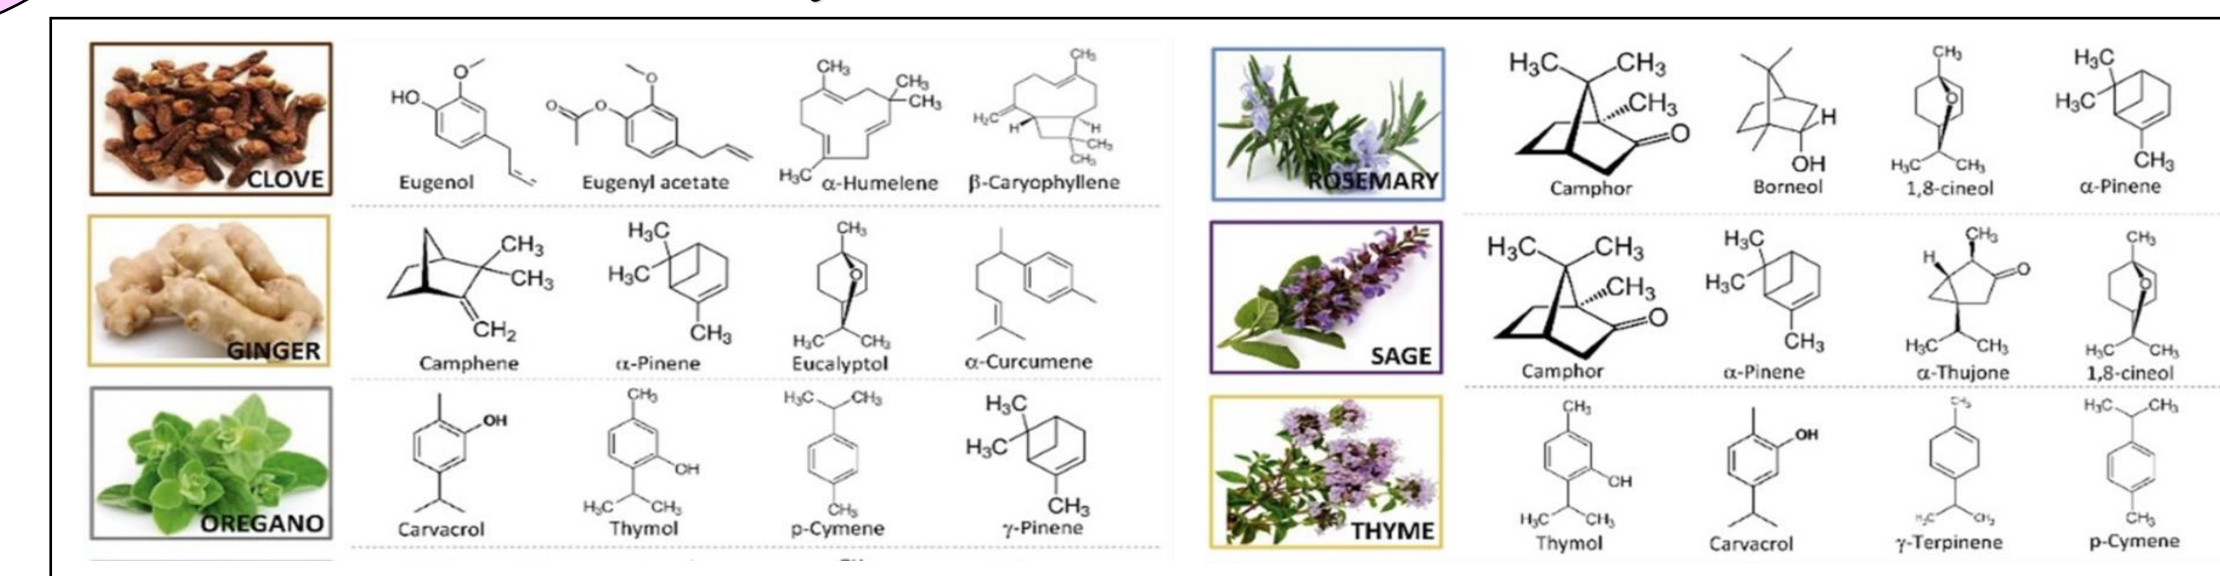 CLOVE
HO
O
O
O
O
CH₃
CH₃
CH₃
H₃C
CH₃
H₂C
H
H
CH₃
CH₃
Eugenol
Eugenyl acetate
α-Humelene
β-Caryophyllene
GINGER
CH₃
CH₃
CH₂
H₃C
H₃C
CH₃
CH₃
O
H₃C
CH₃
Camphene
α-Pinene
Eucalyptol
α-Curcumene
OREGANO
OH
CH₃
OH
H₃C
CH₃
H₃C
CH₃
CH₃
H₃C
H₃C
CH₃
Carvacrol
Thymol
p-Cymene
γ-Pinene
ROSEMARY
H₃C
CH₃
CH₃
O
H
OH
CH₃
O
H₃C
CH₃
H₃C
H₃C
CH₃
Camphor
Borneol
1,8-cineol
α-Pinene
SAGE
H₃C
CH₃
CH₃
O
H₃C
H₃C
CH₃
CH₃
H
O
H₃C
CH₃
CH₃
O
H₃C
CH₃
Camphor
α-Pinene
α-Thujone
1,8-cineol
THYME
CH₃
OH
H₃C
CH₃
OH
CH₃
H₃C
CH₃
H₃C
CH₃
CH₃
Thymol
Carvacrol
γ-Terpinene
p-Cymene